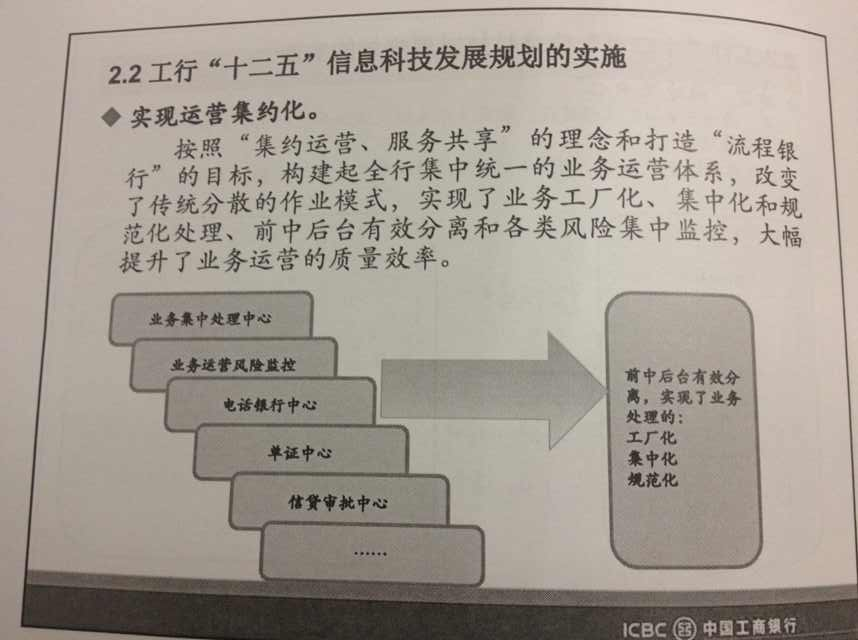 2.2 工行“十二五”信息科技发展规划的实施
◆ 实现运营集约化。
按照“集约运营、服务共享”的理念和打造“流程银
行”的目标，构建起全行集中统一的业务运营体系，改变
了传统分散的作业模式，实现了业务工厂化、集中化和规
范化处理、前中后台有效分离和各类风险集中监控，大幅
提升了业务运营的质量效率。
业务集中处理中心
业务运营风险监控
电话银行中心
单证中心
信贷审批中心
……
前中后台有效分
离，实现了业务
处理的：
工厂化
集中化
规范化
ICBC 中国工商银行